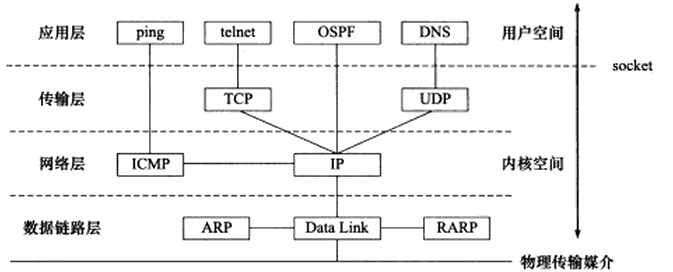 应用层 ping telnet OSPF DNS 用户空间
socket
传输层 TCP UDP
网络层 ICMP IP 内核空间
数据链路层 ARP Data Link RARP
物理传输媒介